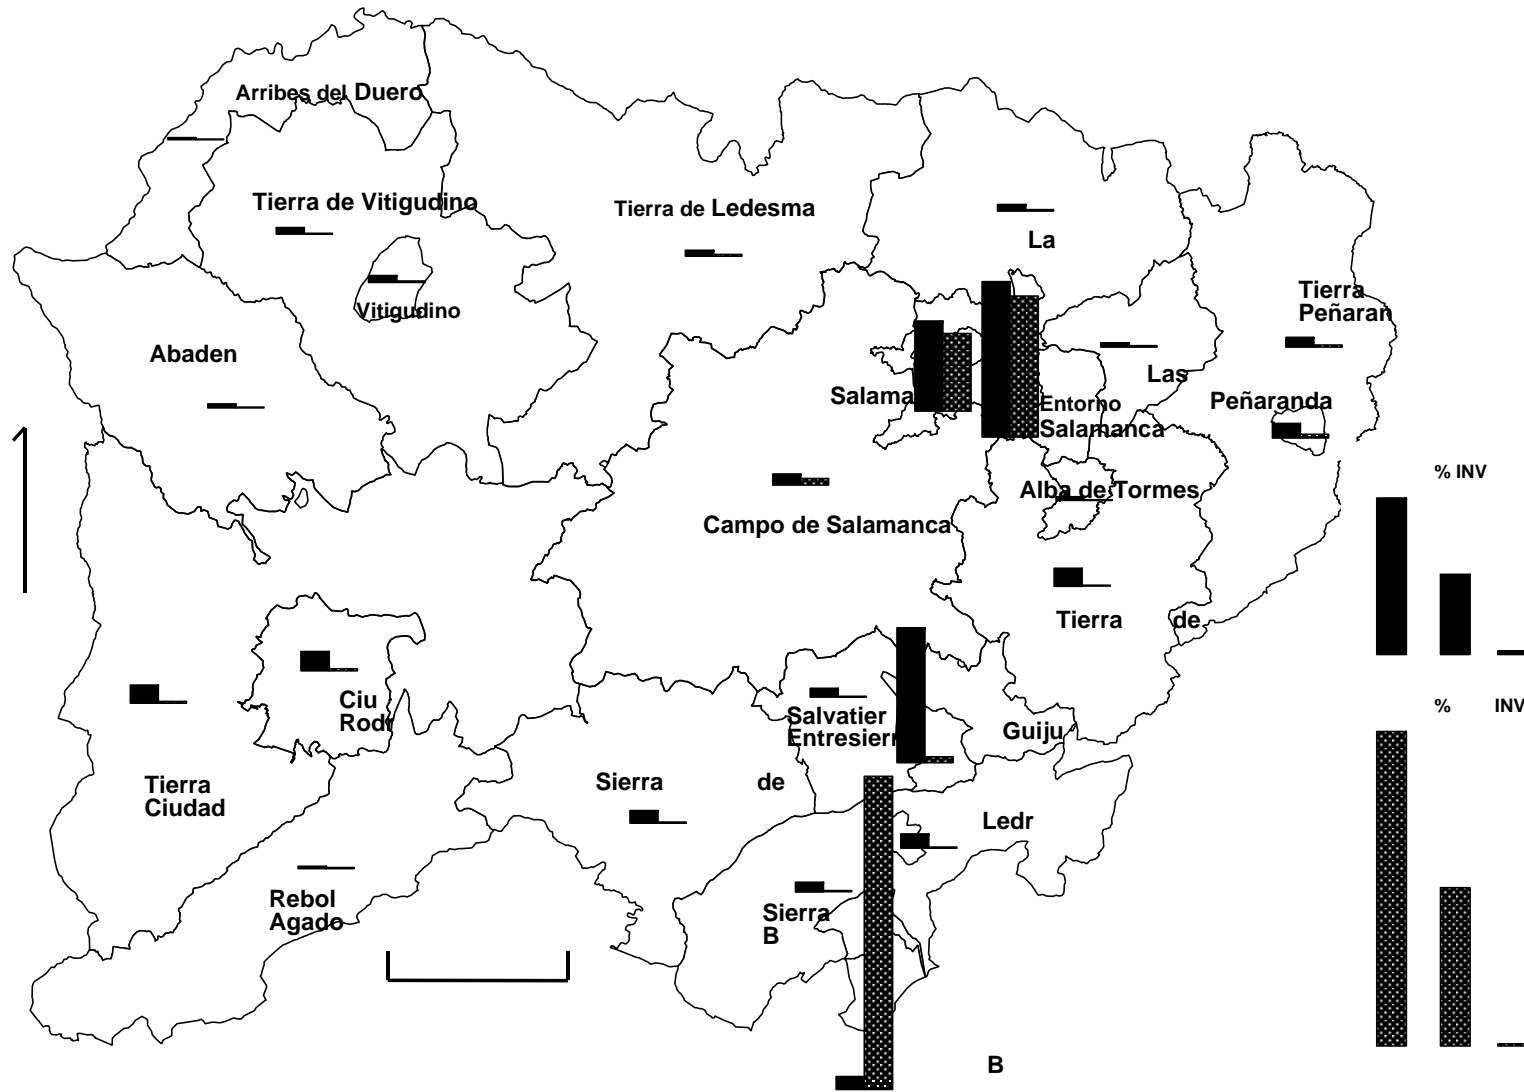 Arribes del Duero
Tierra de Vitigudino
Tierra de Ledesma
La
Vitigudino
Tierra
Peñaran
Abaden
Las
Salama
Entorno
Salamanca
Peñaranda
% INV
Alba de Tormes
Campo de Salamanca
Tierra de
Ciu
Rodr
Salvatier
Entresierr
Guiju
% INV
Tierra
Ciudad
Sierra de
Ledr
Rebol
Agado
Sierra
B
B